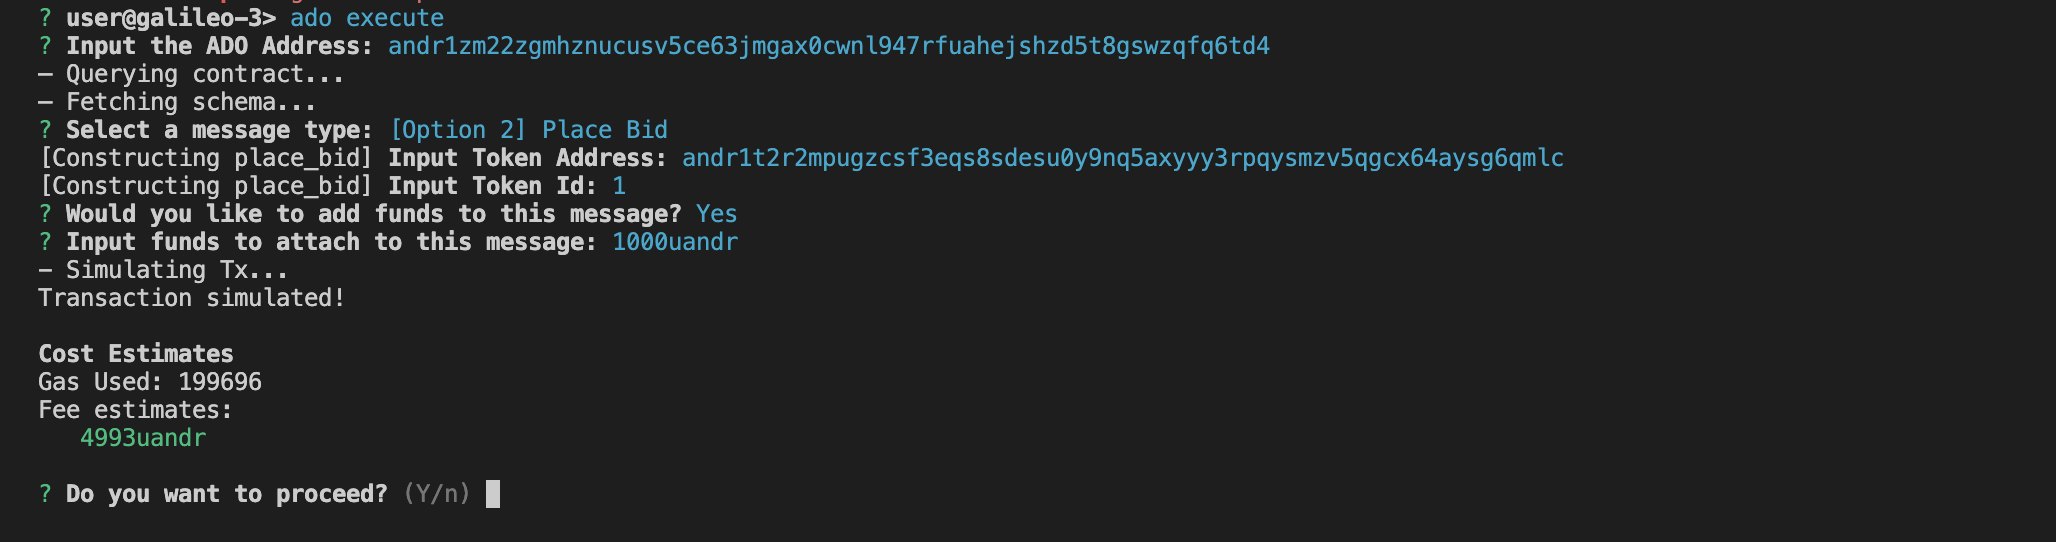 ? user@galileo-3> ado execute
? Input the ADO Address: andr1zm22zgmhznucusv5ce63jmgax0cwnl947rfuahejshzd5t8gswzqfq6td4
– Querying contract...
– Fetching schema...
? Select a message type: [Option 2] Place Bid
[Constructing place_bid] Input Token Address: andr1t2r2mpugzcsf3eqs8sdesu0y9nq5axyyy3rpqysmzv5qgcx64aysg6qmlc
[Constructing place_bid] Input Token Id: 1
? Would you like to add funds to this message? Yes
? Input funds to attach to this message: 1000uandr
– Simulating Tx...
Transaction simulated!
Cost Estimates
Gas Used: 199696
Fee estimates:
4993uandr
? Do you want to proceed? (Y/n)